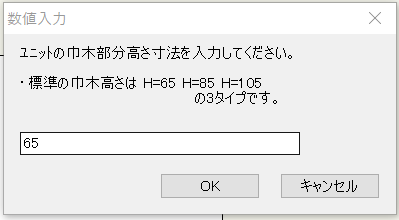 数値入力
ユニットの巾木部分高さ寸法を入力してください。
・標準の巾木高さは H=65 H=85 H=105
の3タイプです。
65
OK
キャンセル